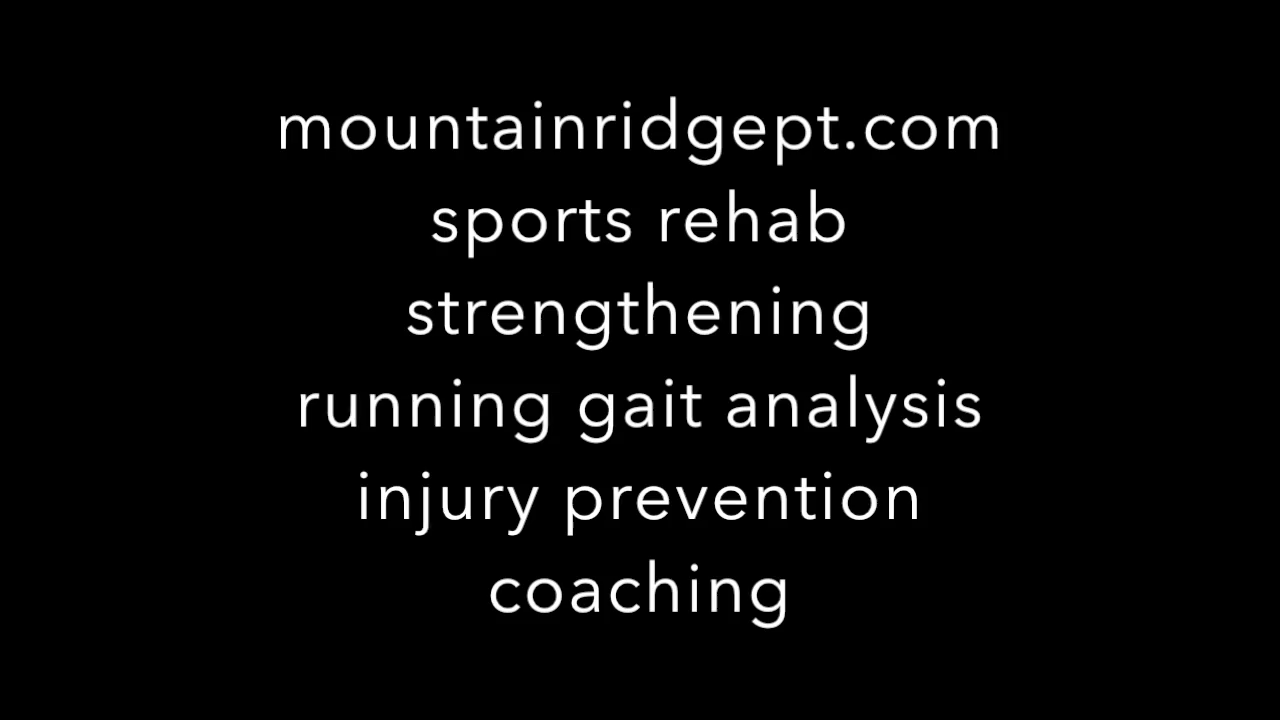 mountainridgept.com
sports rehab
strengthening
running gait analysis
injury prevention
coaching